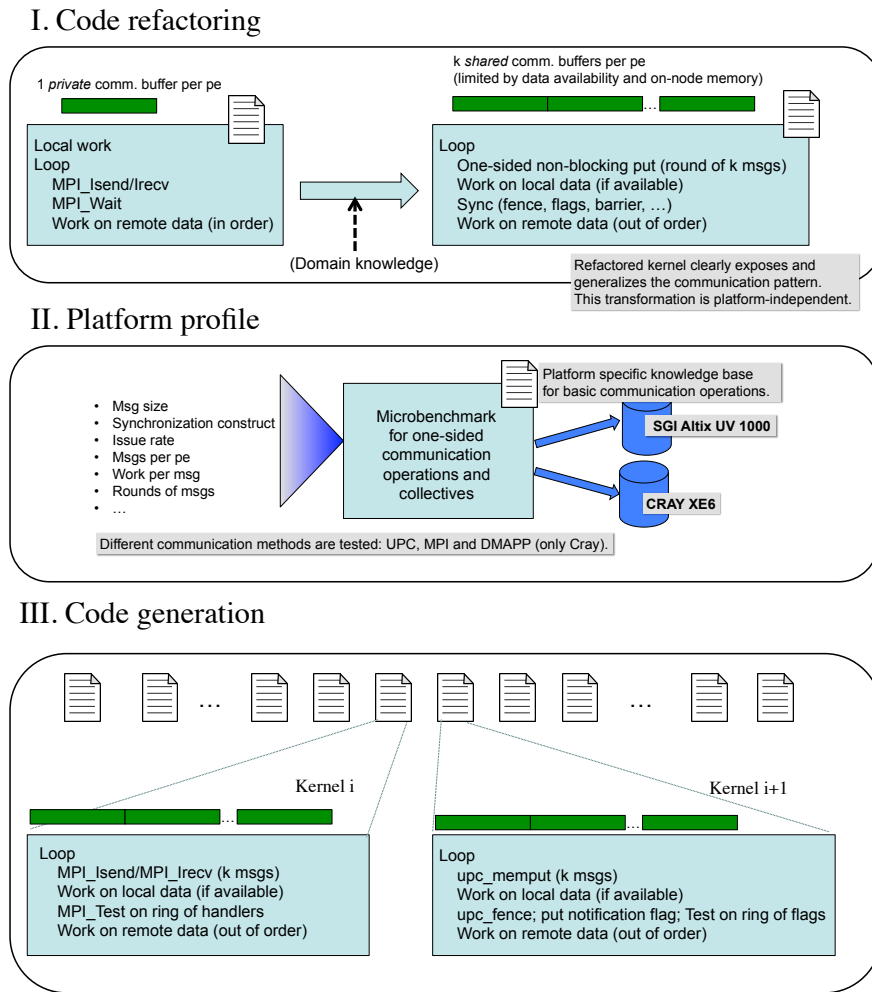 I. Code refactoring
1 private comm. buffer per pe
k shared comm. buffers per pe
(limited by data availability and on-node memory)
...
Local work
Loop
MPI_Isend/Irecv
MPI_Wait
Work on remote data (in order)
Loop
One-sided non-blocking put (round of k msgs)
Work on local data (if available)
Sync (fence, flags, barrier, …)
Work on remote data (out of order)
(Domain knowledge)
Refactored kernel clearly exposes and
generalizes the communication pattern.
This transformation is platform-independent.
II. Platform profile
• Msg size
• Synchronization construct
• Issue rate
• Msgs per pe
• Work per msg
• Rounds of msgs
• …
Microbenchmark
for one-sided
communication
operations and
collectives
Platform specific knowledge base
for basic communication operations.
SGI Altix UV 1000
CRAY XE6
Different communication methods are tested: UPC, MPI and DMAPP (only Cray).
III. Code generation
...
...
Kernel i
Kernel i+1
...
...
Loop
MPI_Isend/MPI_Irecv (k msgs)
Work on local data (if available)
MPI_Test on ring of handlers
Work on remote data (out of order)
Loop
upc_memput (k msgs)
Work on local data (if available)
upc_fence; put notification flag; Test on ring of flags
Work on remote data (out of order)